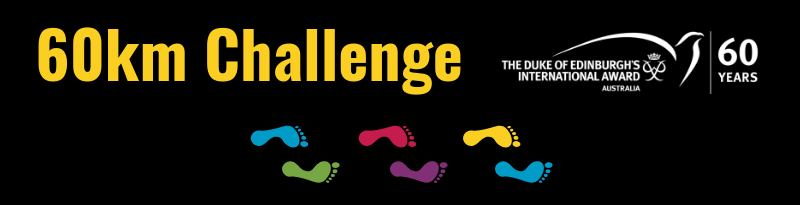 60km Challenge
THE DUKE OF EDINBURGH'S
INTERNATIONAL AWARD
AUSTRALIA
60
YEARS